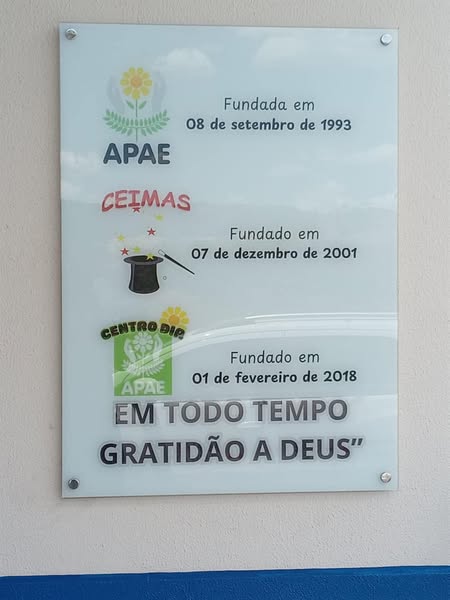 APAE
Fundada em
08 de setembro de 1993
CEIMAS
Fundado em
07 de dezembro de 2001
CENTRO DIP.
APAE
Fundado em
01 de fevereiro de 2018
EM TODO TEMPO
GRATIDÃO A DEUS”